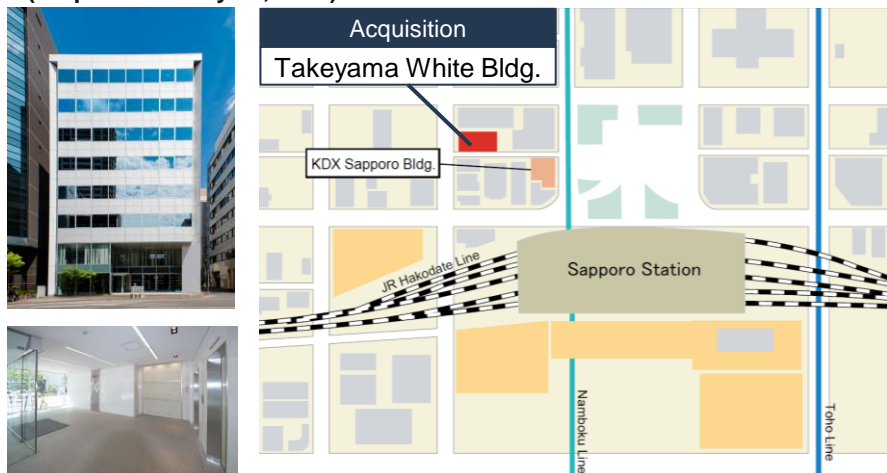 Acquisition
Takeyama White Bldg.
KDX Sapporo Bldg.
JR Hakodate Line
Sapporo Station
Namboku Line
Toho Line